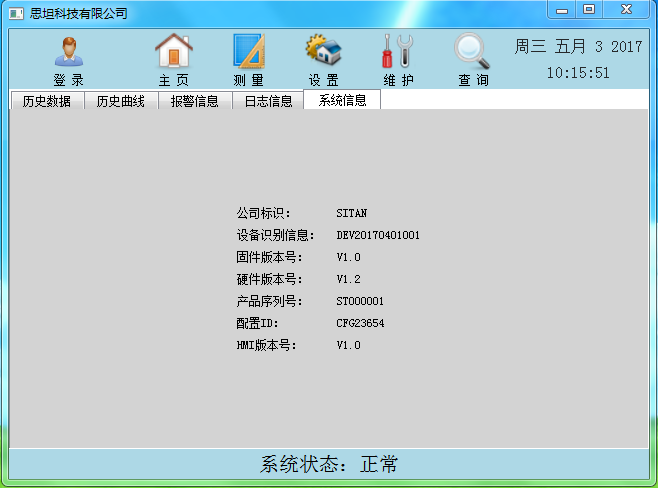 思坦科技有限公司
登 录 主 页 测 量 设 置 维 护 查 询
周三 五月 3 2017
10:15:51
历史数据 历史曲线 报警信息 日志信息 系统信息
公司标识: SITAN
设备识别信息: DEV20170401001
固件版本号: V1.0
硬件版本号: V1.2
产品序列号: ST000001
配置ID: CFG23654
HMI版本号: V1.0
系统状态: 正常